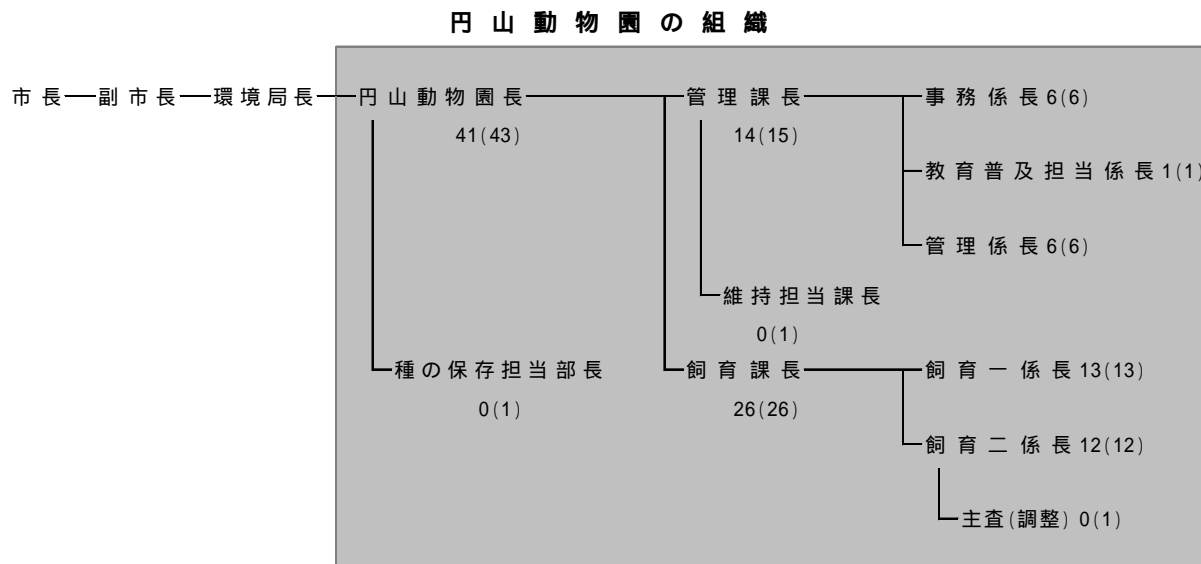 円山動物園の組織
市長 副市長 環境局長 円山動物園長 管理課長 事務係長 6(6)
41(43) 14(15)
教育普及担当係長 1(1)
管理係長 6(6)
維持担当課長
0(1)
種の保存担当部長 飼育課長 飼育一係長 13(13)
0(1) 26(26)
飼育二係長 12(12)
主査(調整) 0(1)